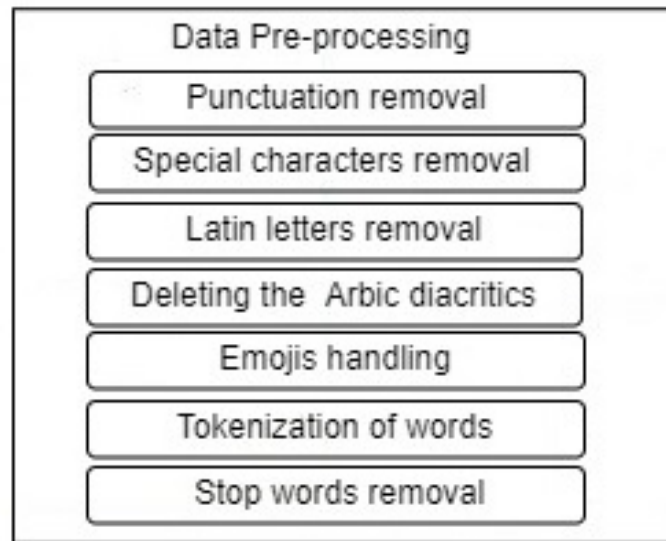 Data Pre-processing
Punctuation removal
Special characters removal
Latin letters removal
Deleting the Arbic diacritics
Emojis handling
Tokenization of words
Stop words removal